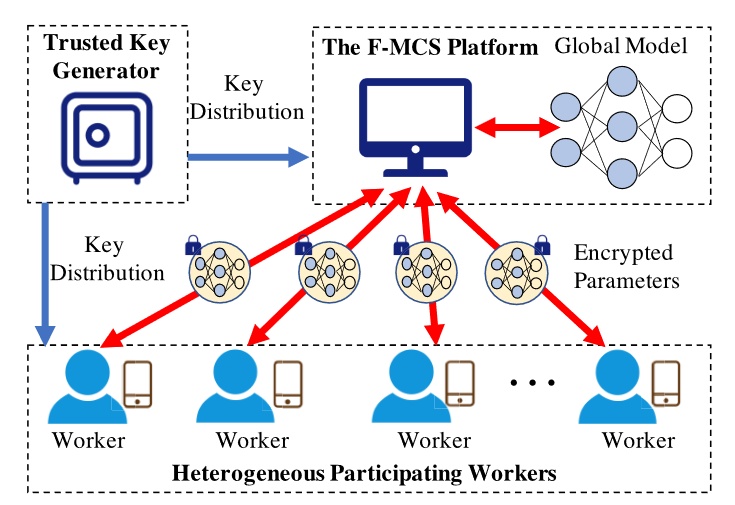 Trusted Key
Generator
Key
Distribution
The F-MCS Platform
Global Model
Key
Distribution
Encrypted
Parameters
Worker
Worker
Worker
Worker
Heterogeneous Participating Workers